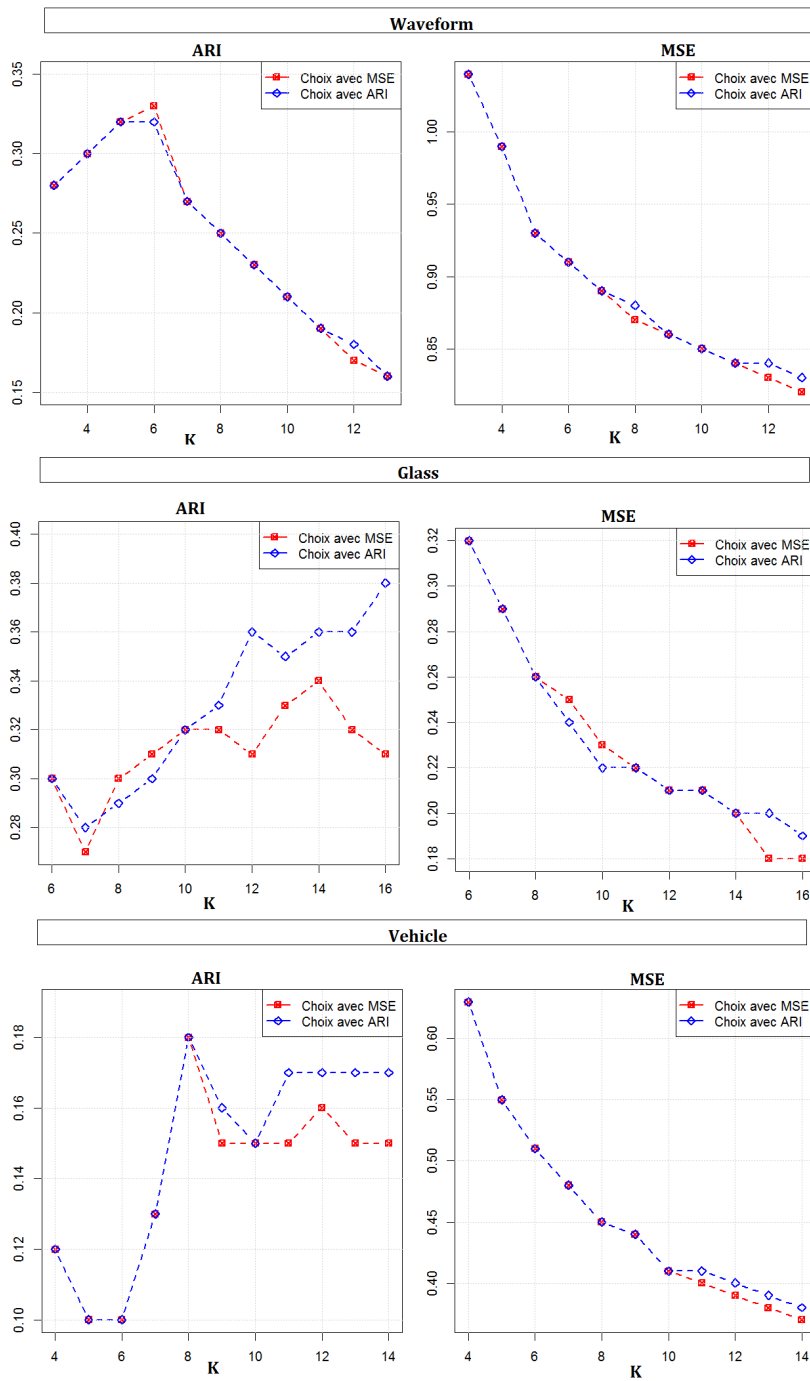 Waveform
ARI
MSE
0.35
0.30
0.25
0.20
0.15
Choix avec MSE
Choix avec ARI
4 6 8 10 12
K
1.00
0.95
0.90
0.85
Choix avec MSE
Choix avec ARI
4 6 8 10 12
K
Glass
ARI
MSE
0.40
0.38
0.36
0.34
0.32
0.30
0.28
Choix avec MSE
Choix avec ARI
6 8 10 12 14 16
K
0.32
0.30
0.28
0.26
0.24
0.22
0.20
0.18
Choix avec MSE
Choix avec ARI
6 8 10 12 14 16
K
Vehicle
ARI
MSE
0.18
0.16
0.14
0.12
0.10
Choix avec MSE
Choix avec ARI
4 6 8 10 12 14
K
0.60
0.55
0.50
0.45
0.40
Choix avec MSE
Choix avec ARI
4 6 8 10 12 14
K